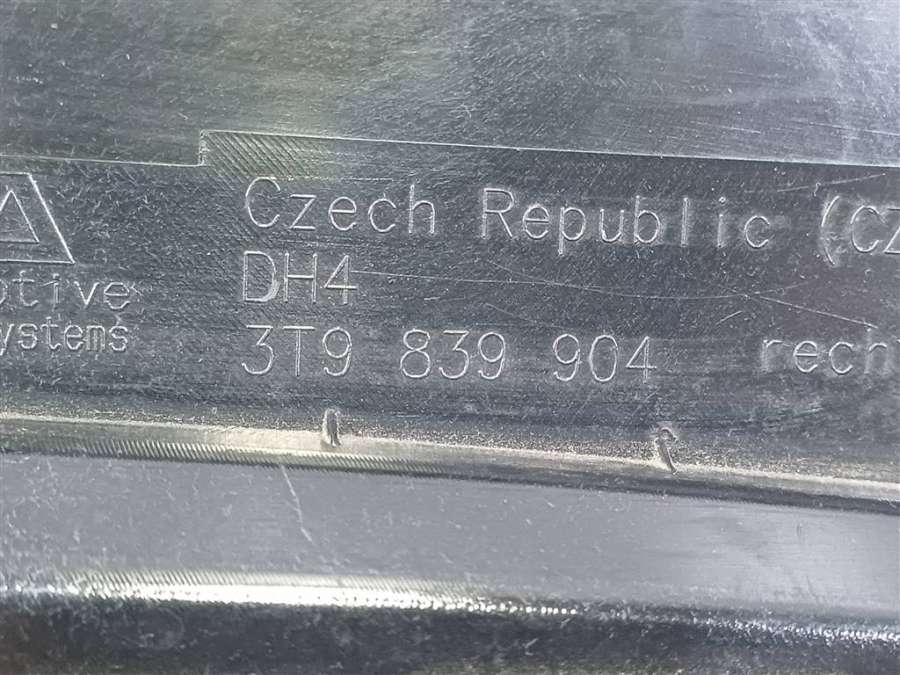 Czech Republic (CZ
DH4
otive
ystems
3T9 839 904 rech